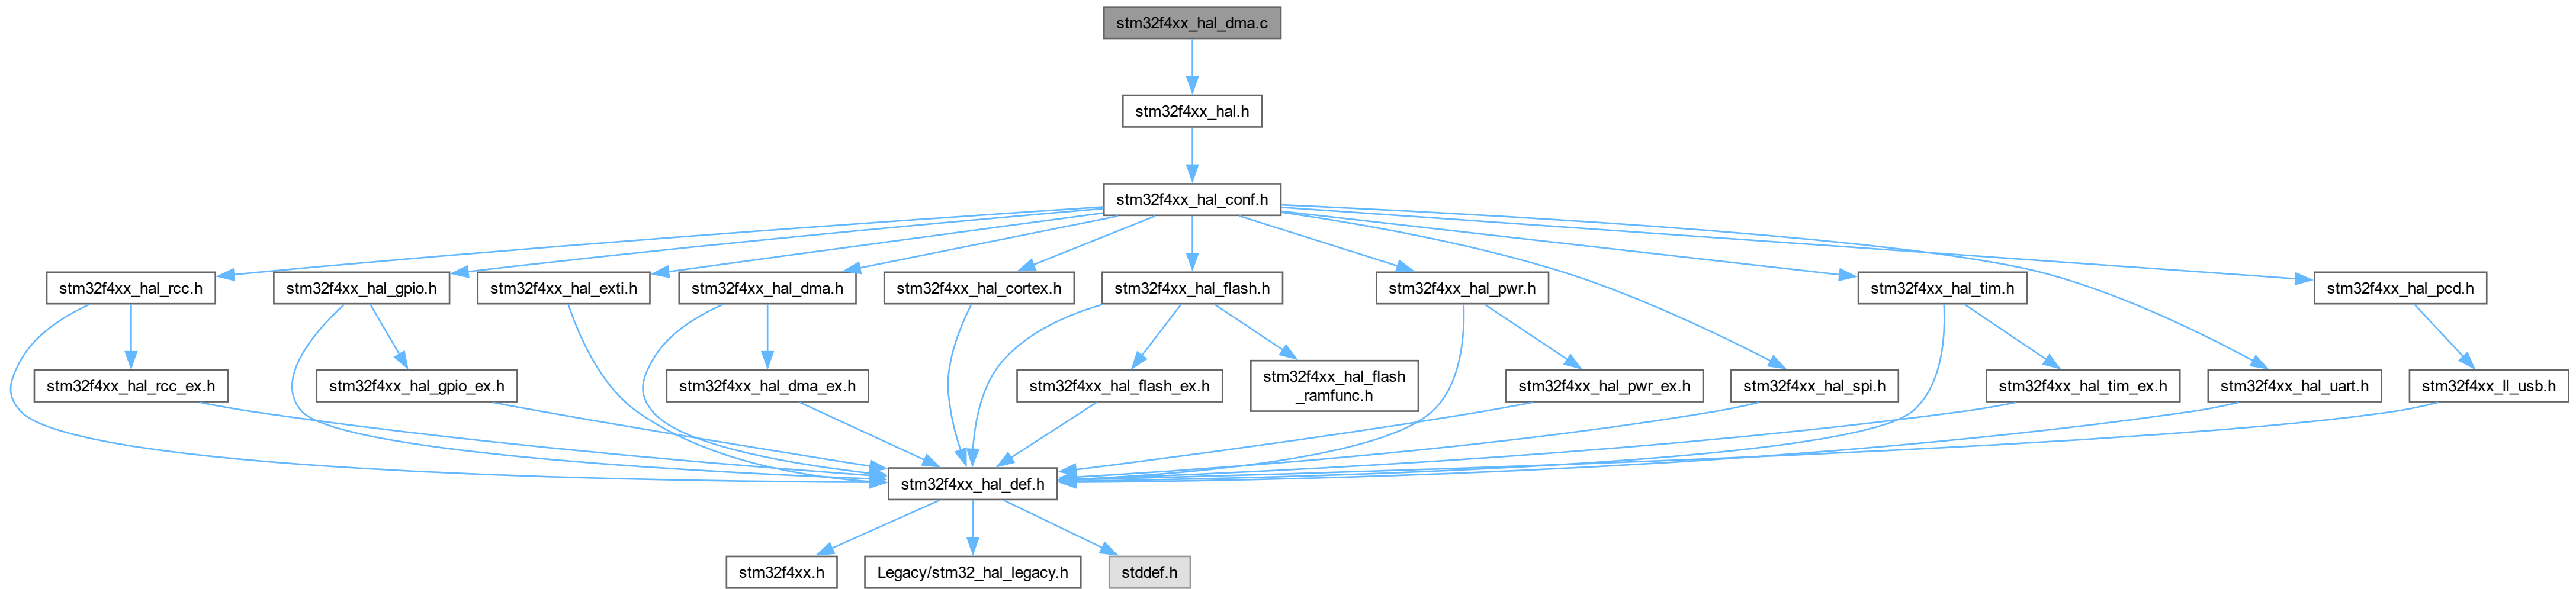 stm32f4xx_hal_dma.c
stm32f4xx_hal.h
stm32f4xx_hal_conf.h
stm32f4xx_hal_rcc.h
stm32f4xx_hal_gpio.h
stm32f4xx_hal_exti.h
stm32f4xx_hal_dma.h
stm32f4xx_hal_cortex.h
stm32f4xx_hal_flash.h
stm32f4xx_hal_pwr.h
stm32f4xx_hal_tim.h
stm32f4xx_hal_pcd.h
stm32f4xx_hal_rcc_ex.h
stm32f4xx_hal_gpio_ex.h
stm32f4xx_hal_dma_ex.h
stm32f4xx_hal_flash_ex.h
stm32f4xx_hal_flash
_ramfunc.h
stm32f4xx_hal_pwr_ex.h
stm32f4xx_hal_spi.h
stm32f4xx_hal_tim_ex.h
stm32f4xx_hal_uart.h
stm32f4xx_ll_usb.h
stm32f4xx_hal_def.h
stm32f4xx.h
Legacy/stm32_hal_legacy.h
stddef.h